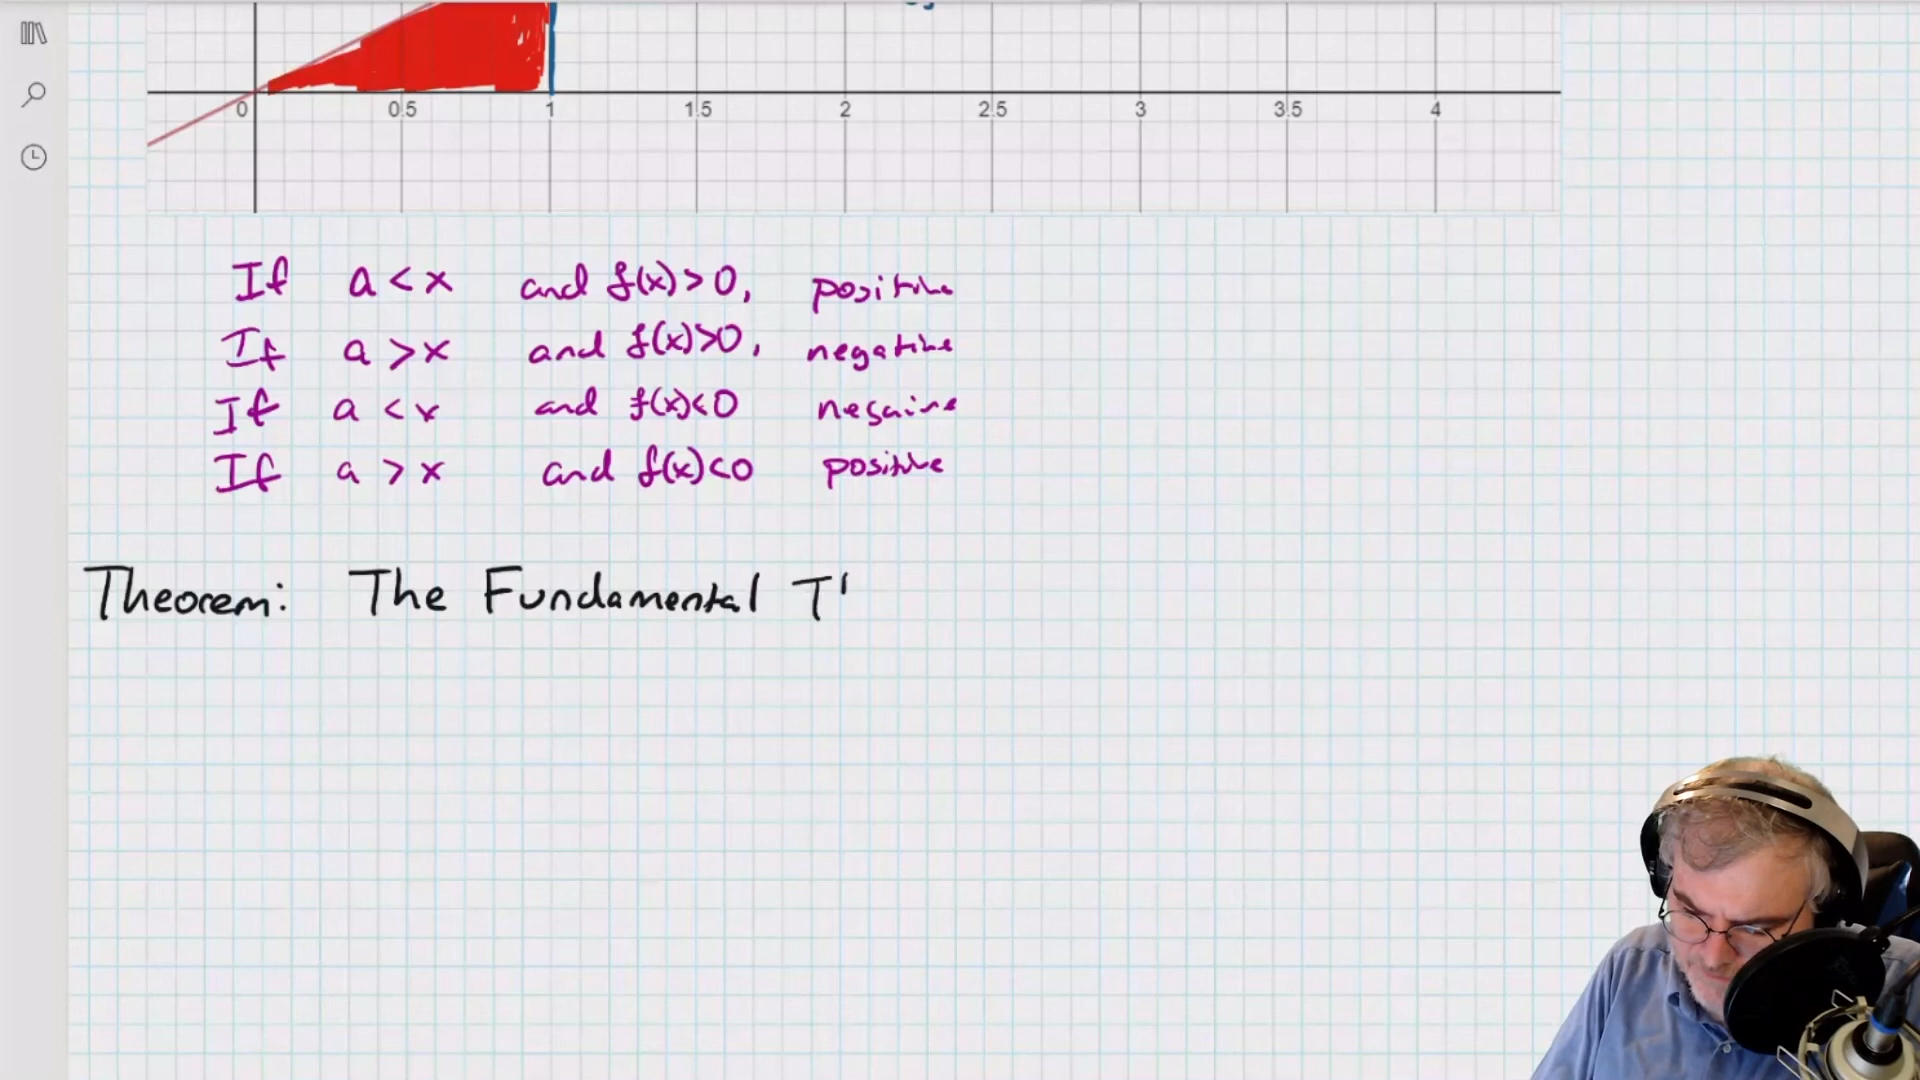 0 0.5 1 1.5 2 2.5 3 3.5 4
If a < x and f(x) > 0, positive
If a > x and f(x) > 0, negative
If a < x and f(x) < 0 negative
If a > x and f(x) < 0 positive
Theorem: The Fundamental T